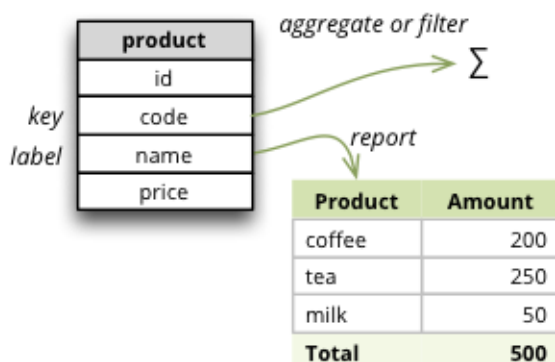 aggregate or filter
product
Σ
id
key code
label name
report
price
Product Amount
coffee 200
tea 250
milk 50
Total 500